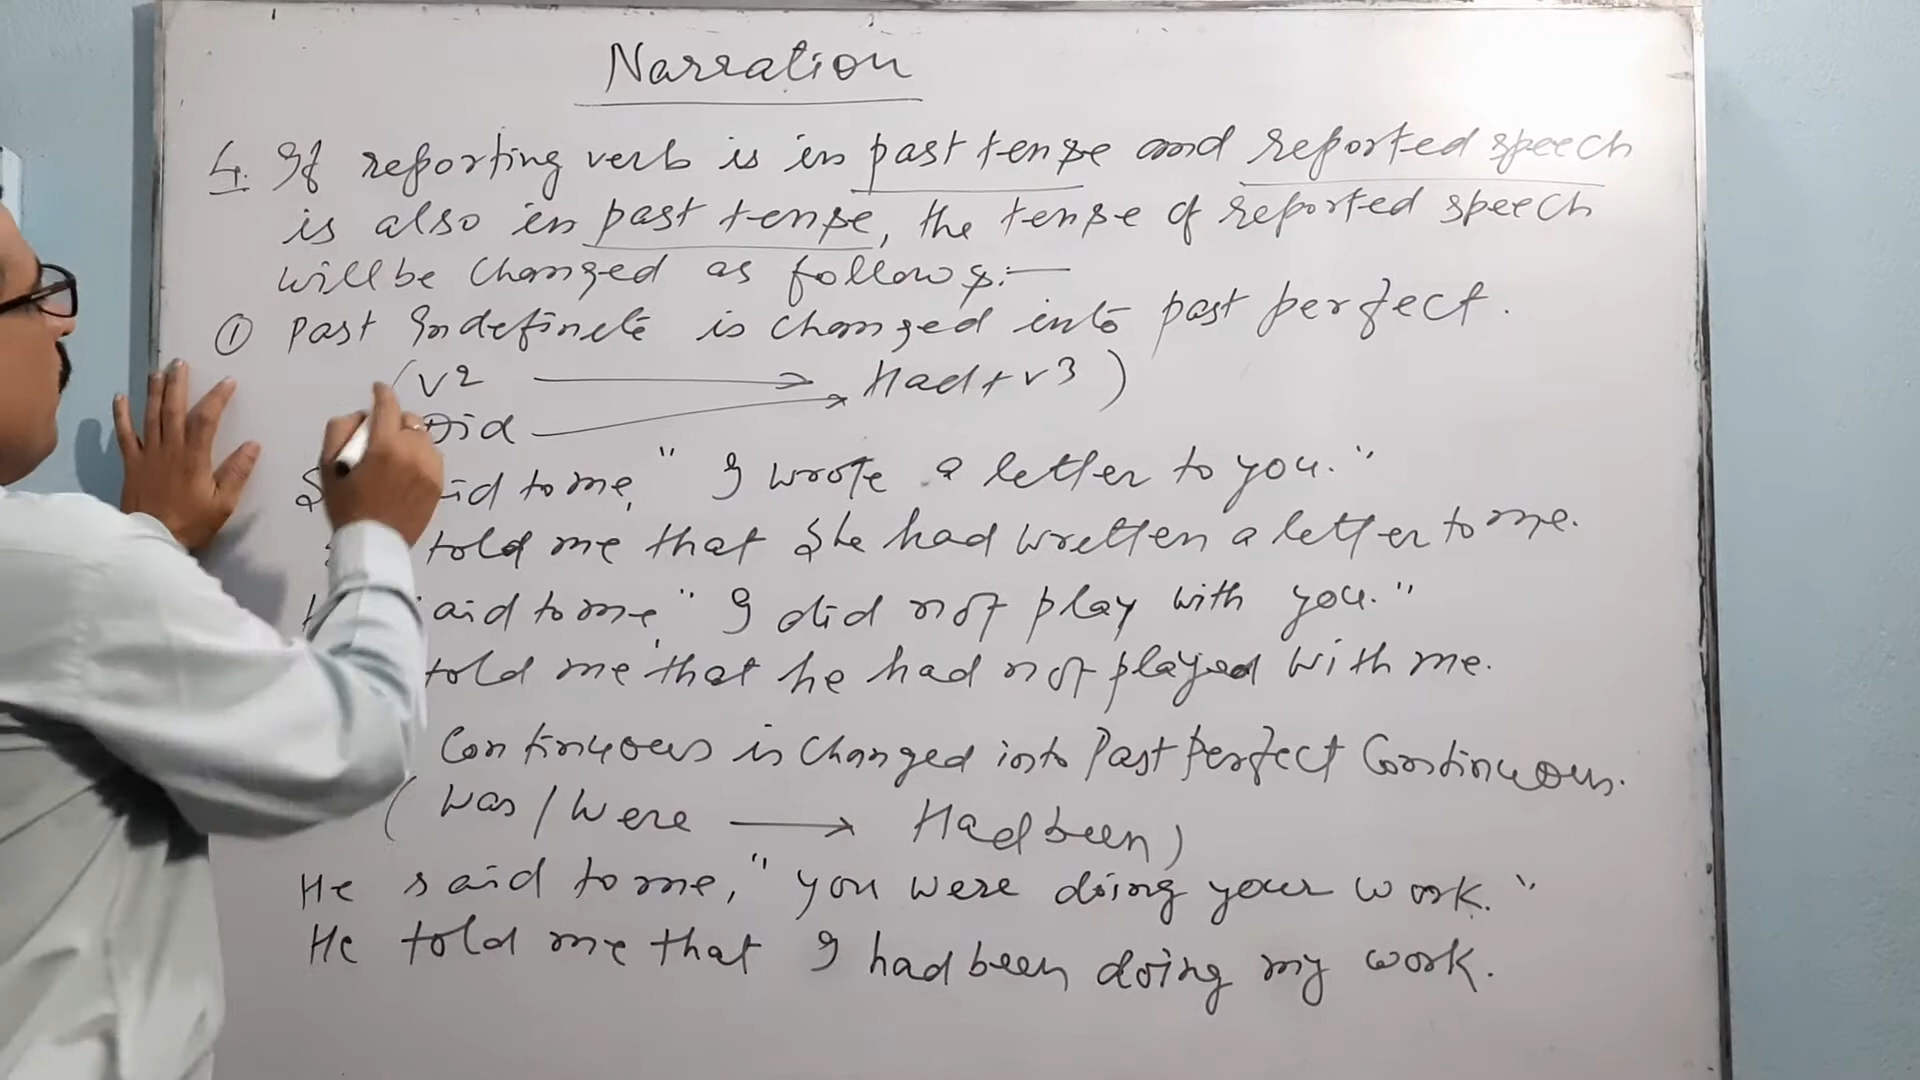 Narration
4. If reporting verb is in past tense and reported speech
is also in past tense, the tense of reported speech
will be changed as follows:—
① Past Indefinite is changed into past perfect.
(V2 → Had+V3)
Did →
S id to me, "I wrote a letter to you."
told me that she had written a letter to me.
H aid to me, "I did not play with you."
told me that he had not played with me.
Continuous is changed into Past Perfect Continuous.
(Was/Were → Had been)
He said to me, "you were doing your work."
He told me that I had been doing my work.